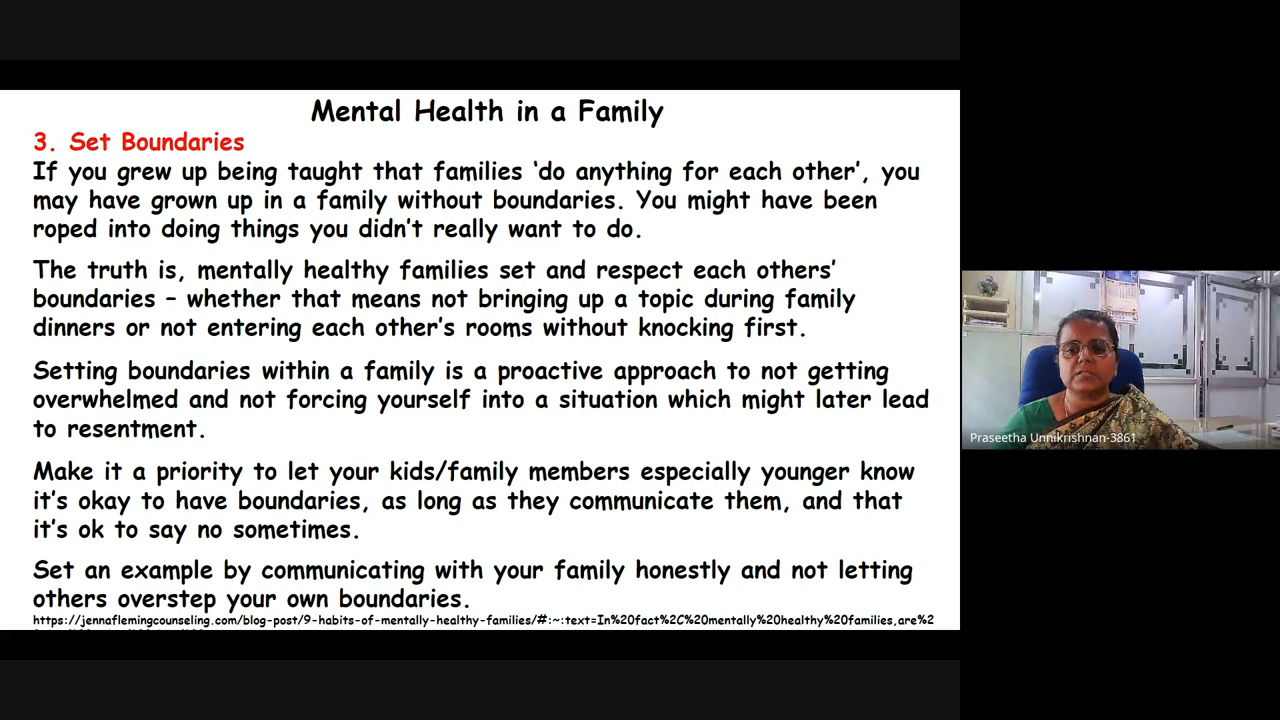 Mental Health in a Family
3. Set Boundaries
If you grew up being taught that families ‘do anything for each other’, you
may have grown up in a family without boundaries. You might have been
roped into doing things you didn’t really want to do.
The truth is, mentally healthy families set and respect each others’
boundaries – whether that means not bringing up a topic during family
dinners or not entering each other’s rooms without knocking first.
Setting boundaries within a family is a proactive approach to not getting
overwhelmed and not forcing yourself into a situation which might later lead
to resentment.
Make it a priority to let your kids/family members especially younger know
it’s okay to have boundaries, as long as they communicate them, and that
it’s ok to say no sometimes.
Set an example by communicating with your family honestly and not letting
others overstep your own boundaries.
https://jennaflemingcounseling.com/blog-post/9-habits-of-mentally-healthy-families/#:~:text=In%20fact%2C%20mentally%20healthy%20families,are%2
Praseetha Unnikrishnan-3861